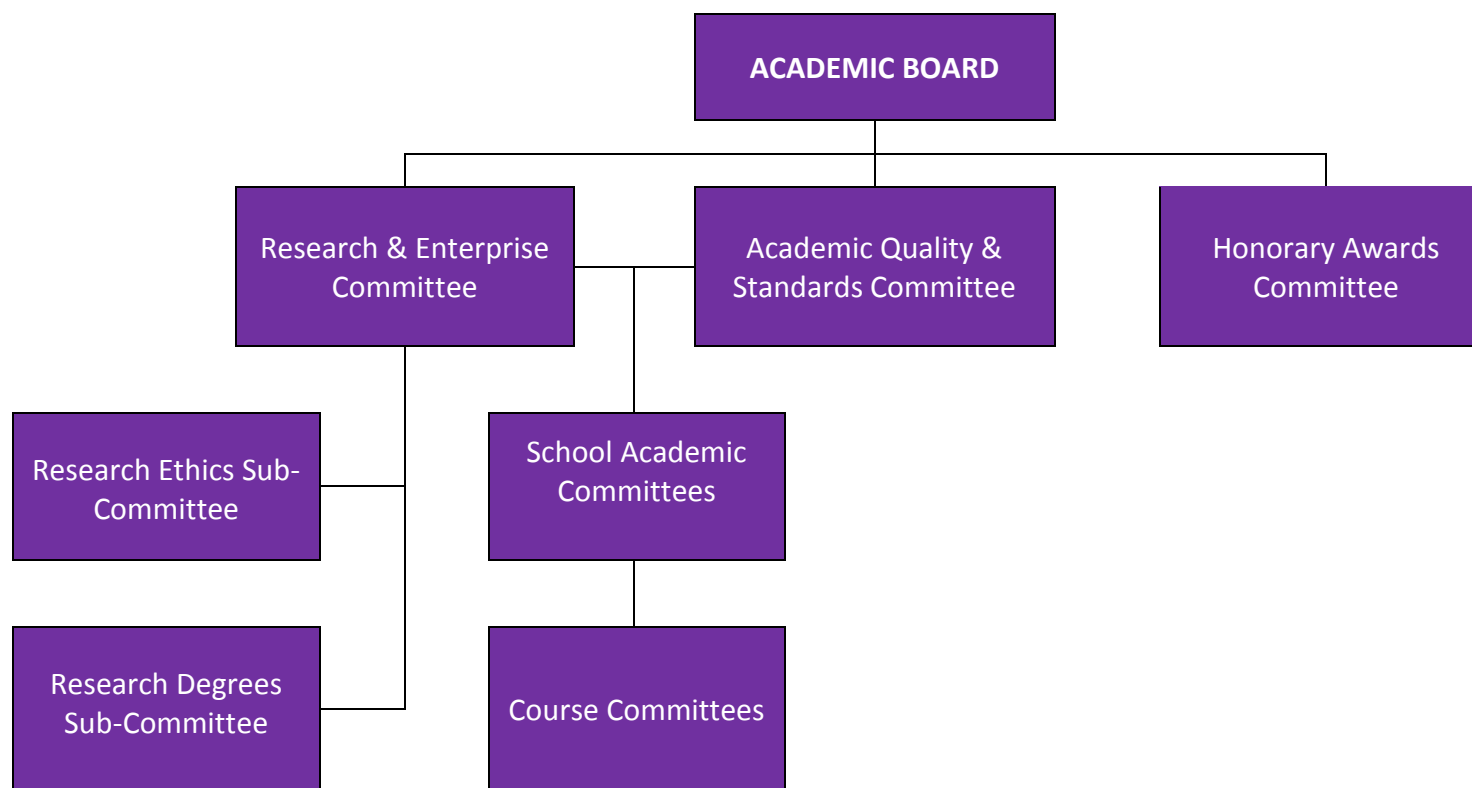 ACADEMIC BOARD
Research & Enterprise
Committee
Academic Quality &
Standards Committee
Honorary Awards
Committee
Research Ethics Sub-
Committee
School Academic
Committees
Research Degrees
Sub-Committee
Course Committees